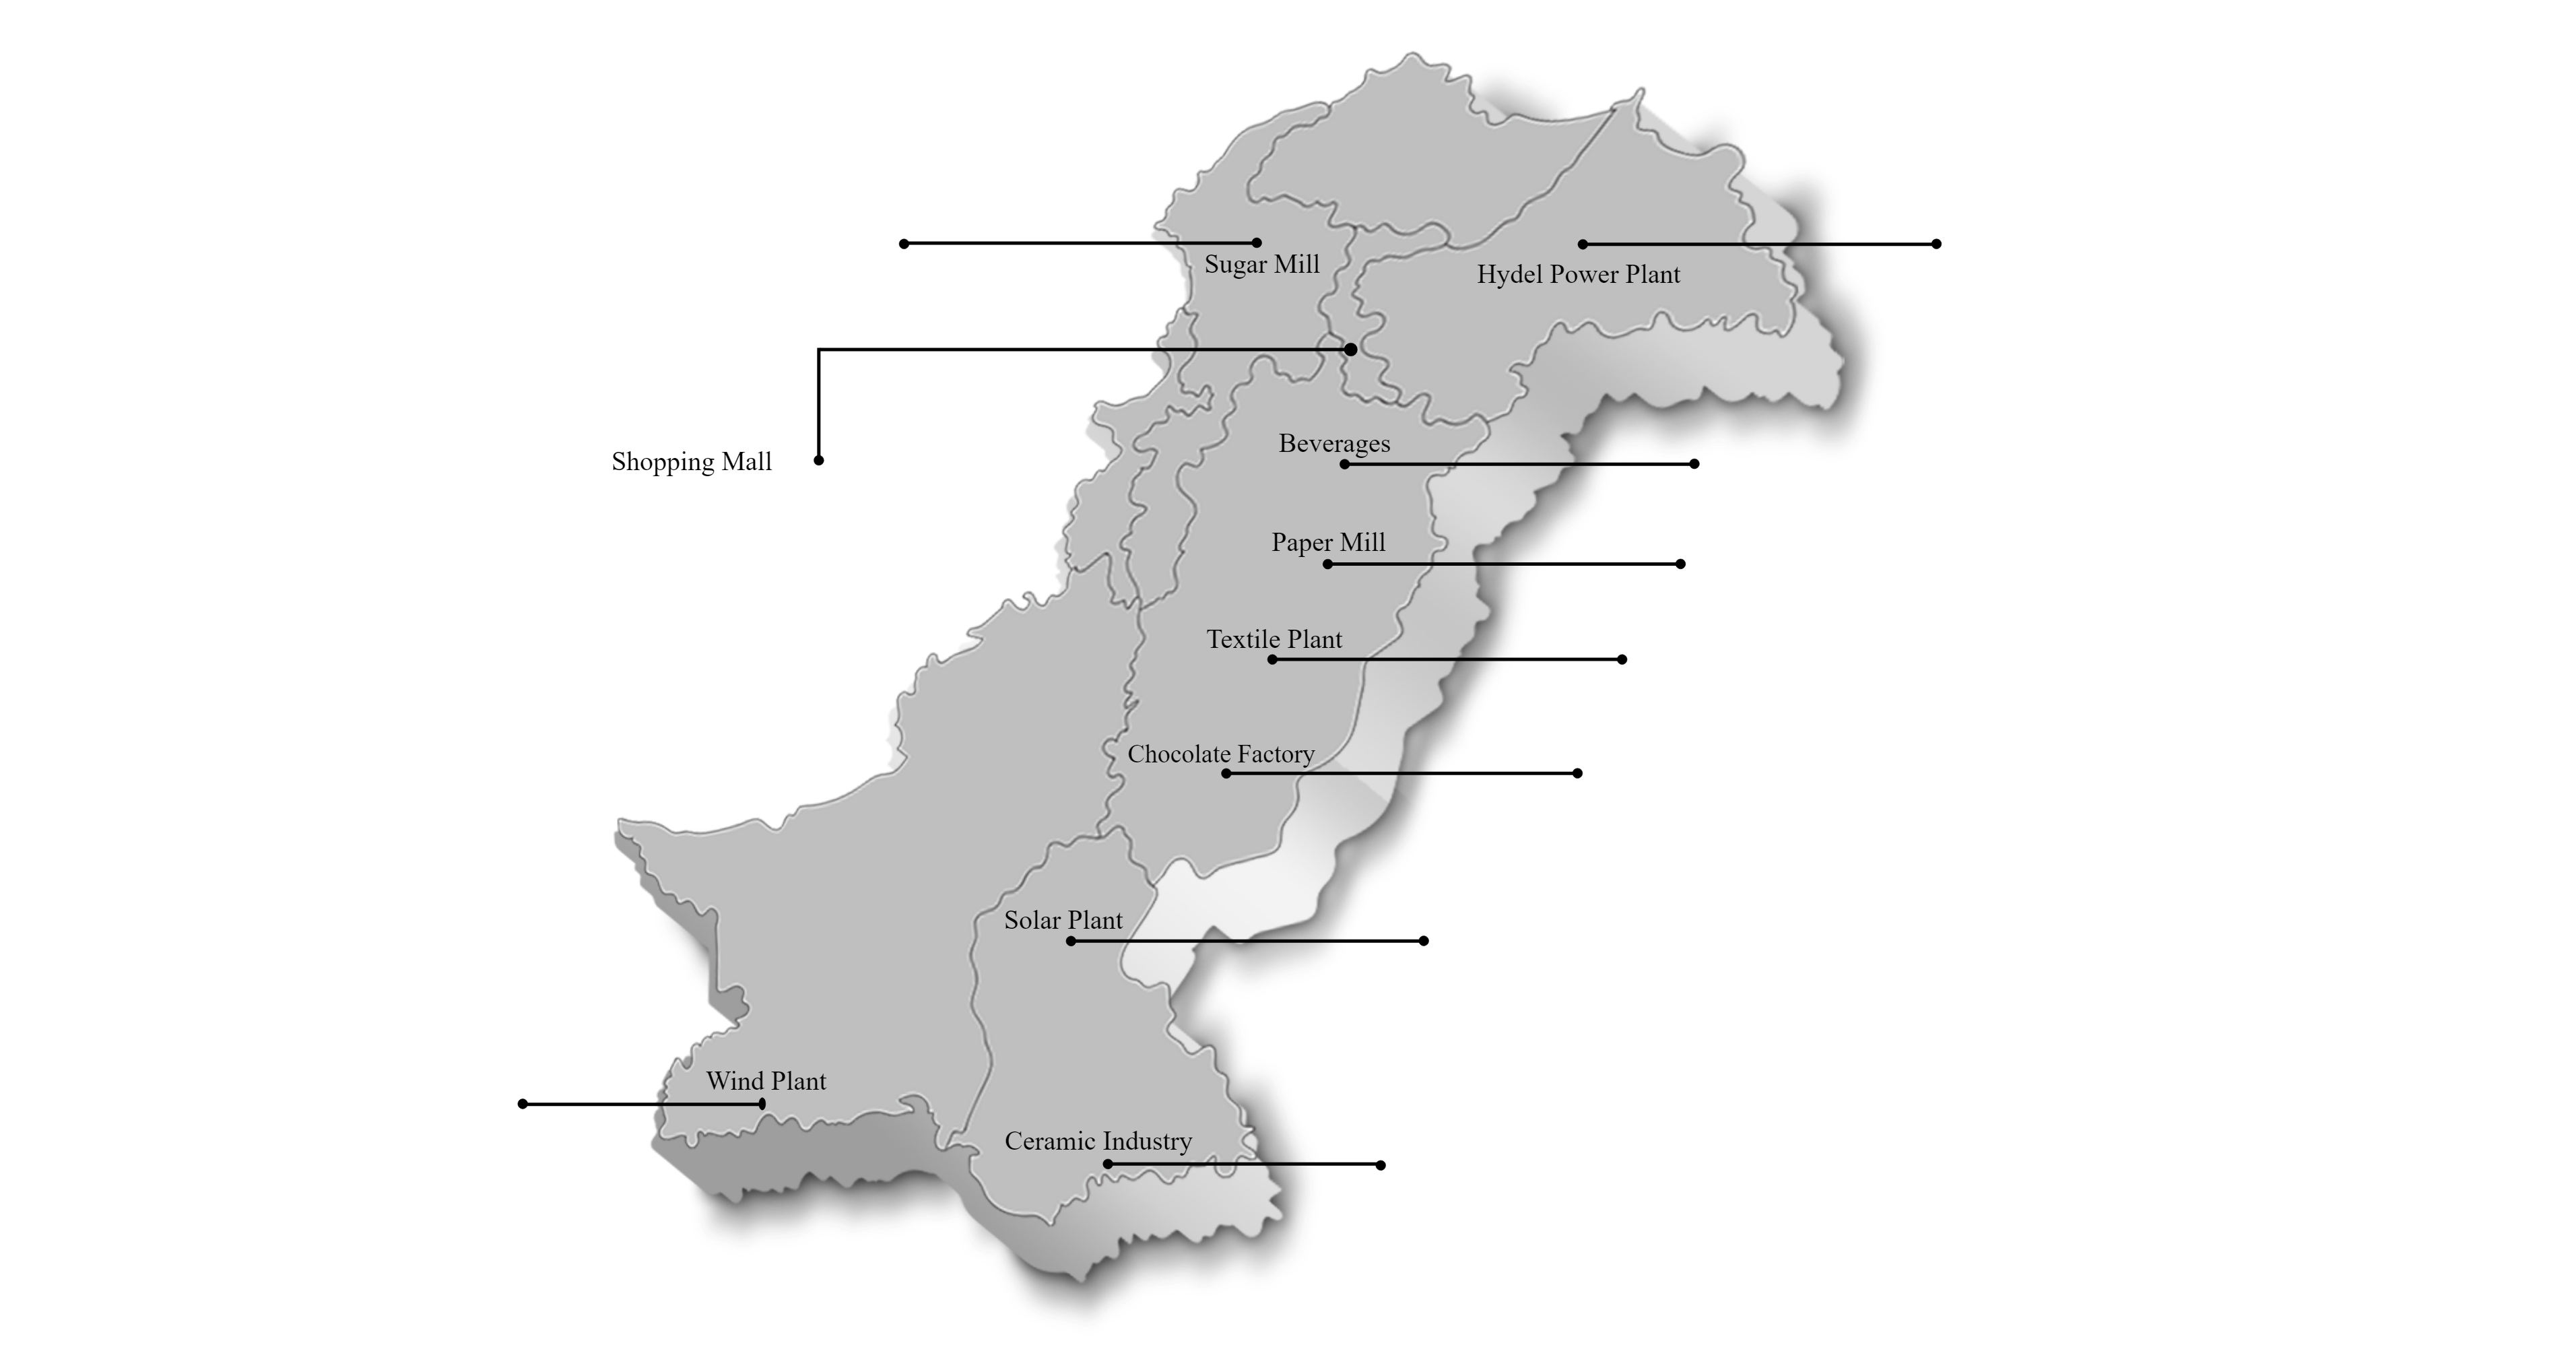 Sugar Mill
Hydel Power Plant
Shopping Mall
Beverages
Paper Mill
Textile Plant
Chocolate Factory
Solar Plant
Wind Plant
Ceramic Industry